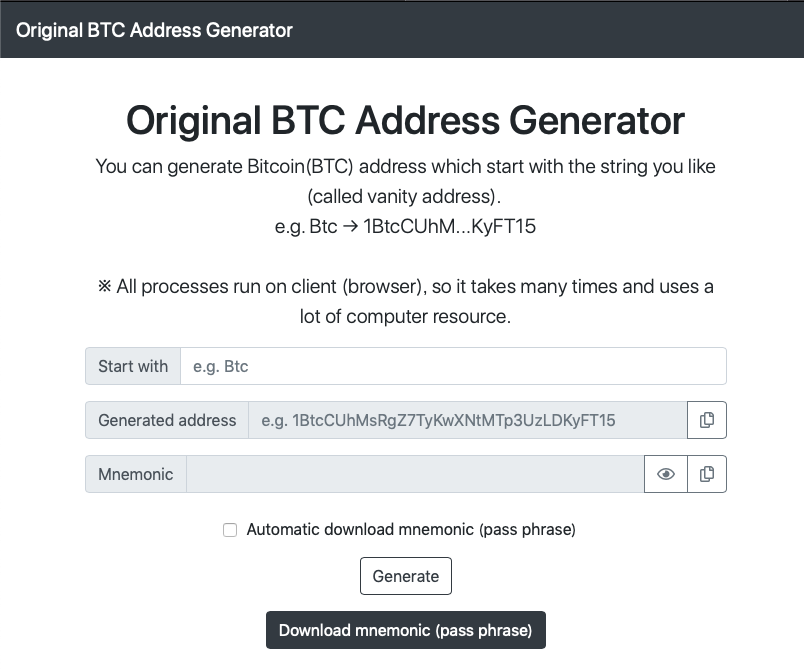 Original BTC Address Generator
Original BTC Address Generator
You can generate Bitcoin(BTC) address which start with the string you like
(called vanity address).
e.g. Btc → 1BtcCUhM...KyFT15
※ All processes run on client (browser), so it takes many times and uses a
lot of computer resource.
Start with e.g. Btc
Generated address e.g. 1BtcCUhMsRgZ7TyKwXNtMTp3UzLDKyFT15
Mnemonic
Automatic download mnemonic (pass phrase)
Generate
Download mnemonic (pass phrase)